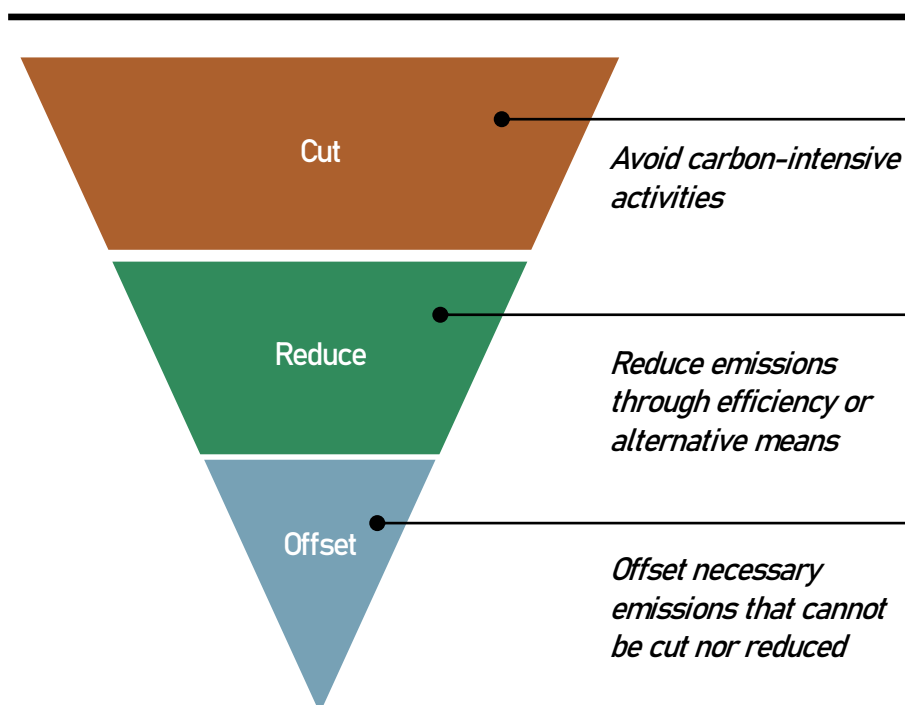 Cut
Avoid carbon-intensive
activities
Reduce
Reduce emissions
through efficiency or
alternative means
Offset
Offset necessary
emissions that cannot
be cut nor reduced